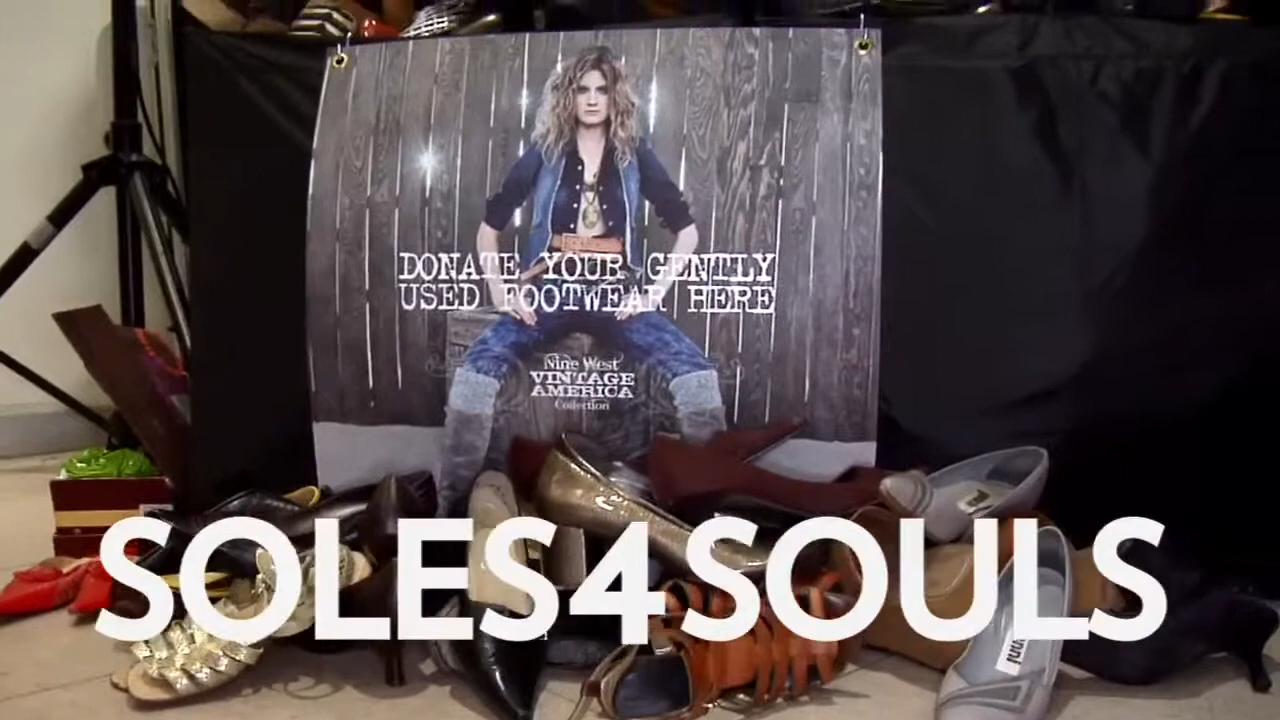 DONATE YOUR GENTLY
USED FOOTWEAR HERE
Nine West
VINTAGE
AMERICA
Collection
SOLES4SOULS